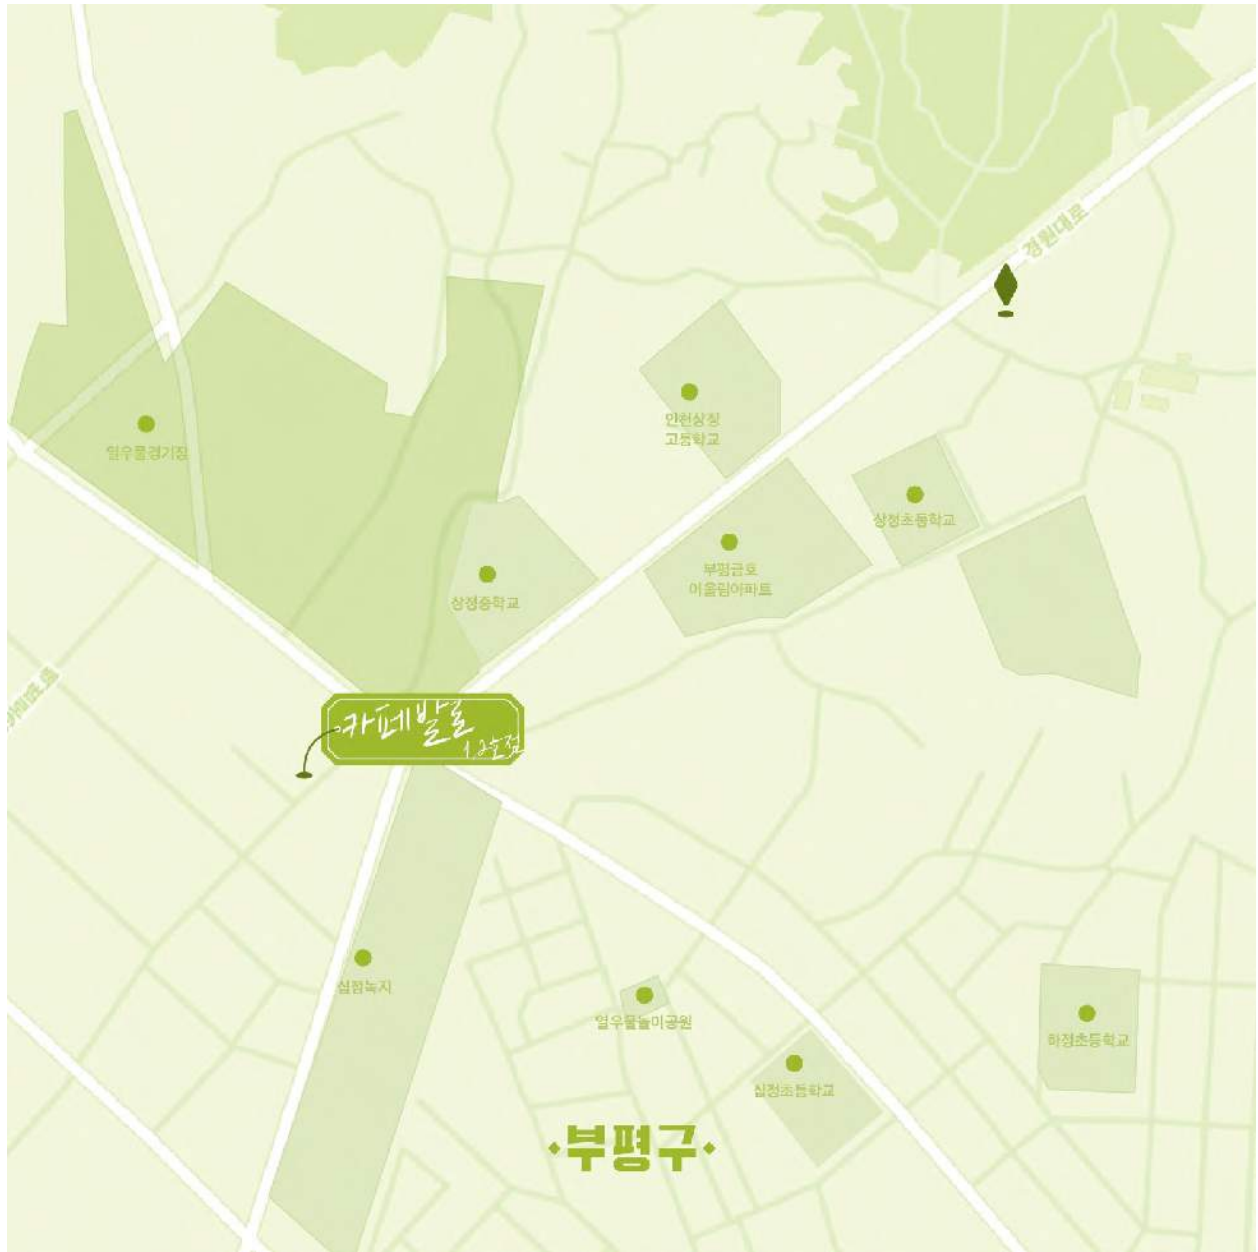 경원대로
인천상정
고등학교
열우물경기장
상정초등학교
부평금호
어울림아파트
상정중학교
카페발로
1,2호점
십정녹지
열우물놀이공원
하정초등학교
십정초등학교
·부평구·